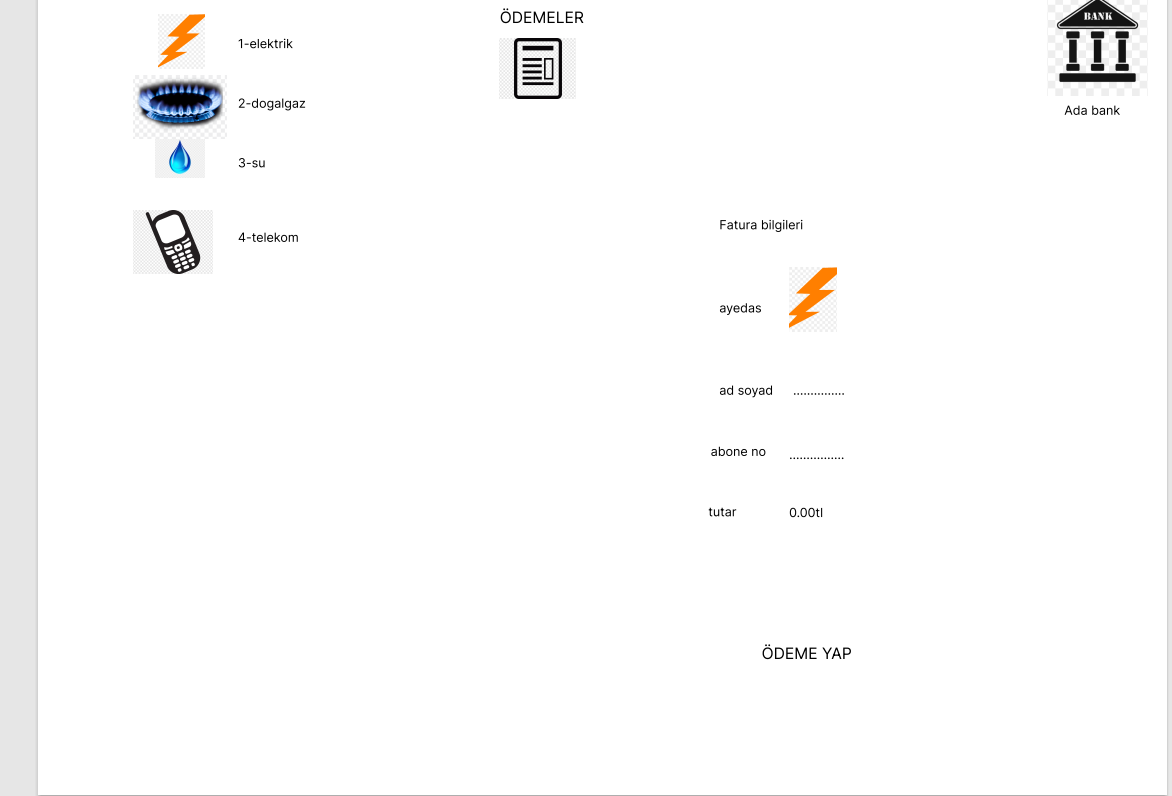 ÖDEMELER
BANK
Ada bank
1-elektrik
2-dogalgaz
3-su
4-telekom
Fatura bilgileri
ayedas
ad soyad ...............
abone no ................
tutar 0.00tl
ÖDEME YAP